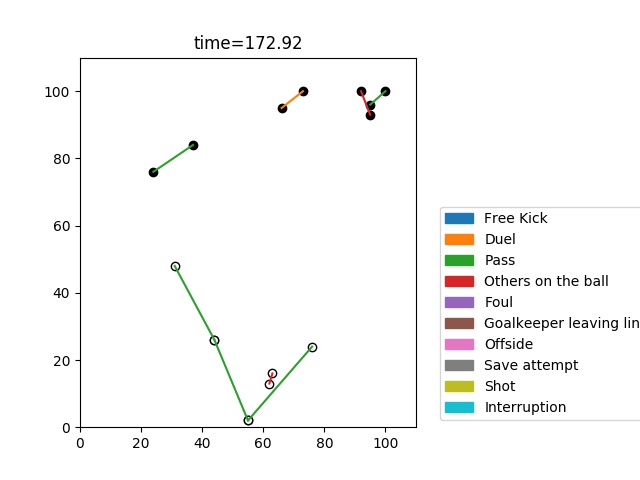 time=172.92
100
80
60
40
20
0
0 20 40 60 80 100
Free Kick
Duel
Pass
Others on the ball
Foul
Goalkeeper leaving lin
Offside
Save attempt
Shot
Interruption